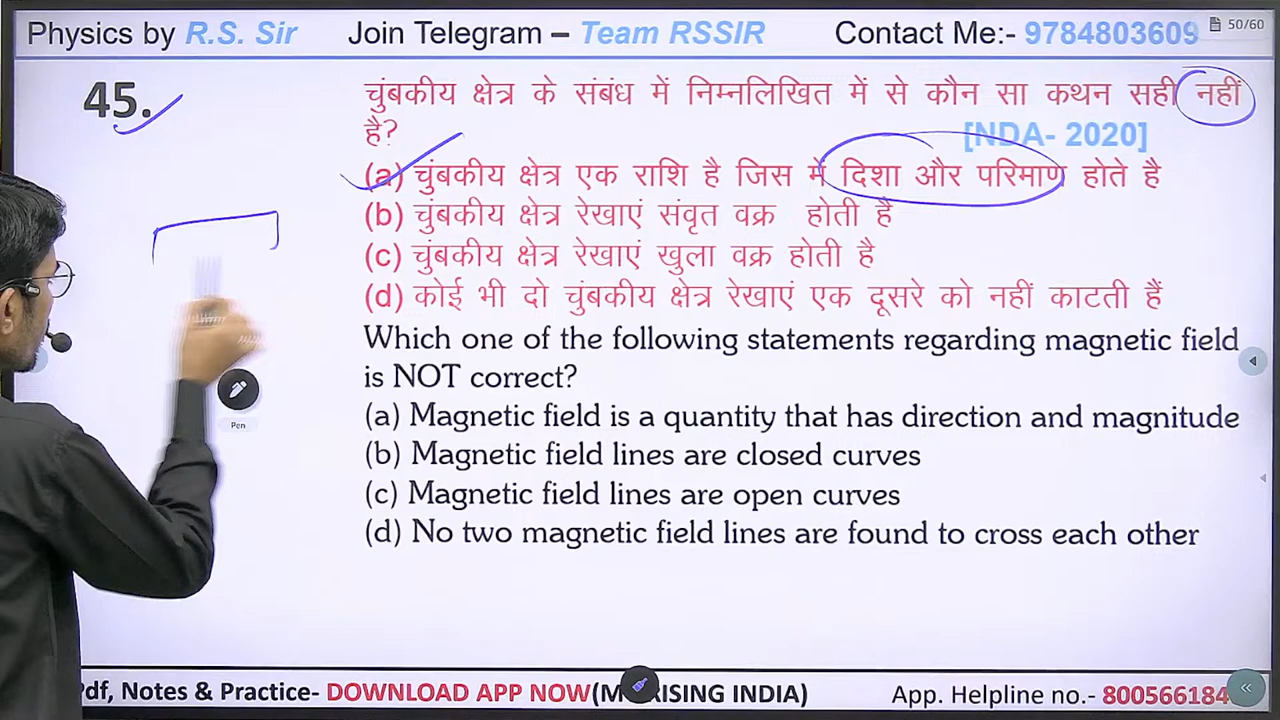 Physics by R.S. Sir Join Telegram – Team RSSIR Contact Me:- 9784803609 50/60
45. चुंबकीय क्षेत्र के संबंध में निम्नलिखित में से कौन सा कथन सही नहीं
है? [NDA- 2020]
(a) चुंबकीय क्षेत्र एक राशि है जिस में दिशा और परिमाण होते है
(b) चुंबकीय क्षेत्र रेखाएं संवृत वक्र होती है
(c) चुंबकीय क्षेत्र रेखाएं खुला वक्र होती है
(d) कोई भी दो चुंबकीय क्षेत्र रेखाएं एक दूसरे को नहीं काटती हैं
Which one of the following statements regarding magnetic field
is NOT correct?
(a) Magnetic field is a quantity that has direction and magnitude
(b) Magnetic field lines are closed curves
(c) Magnetic field lines are open curves
(d) No two magnetic field lines are found to cross each other
Pen
Notes & Practice- DOWNLOAD APP NOW RISING INDIA) App. Helpline no.-